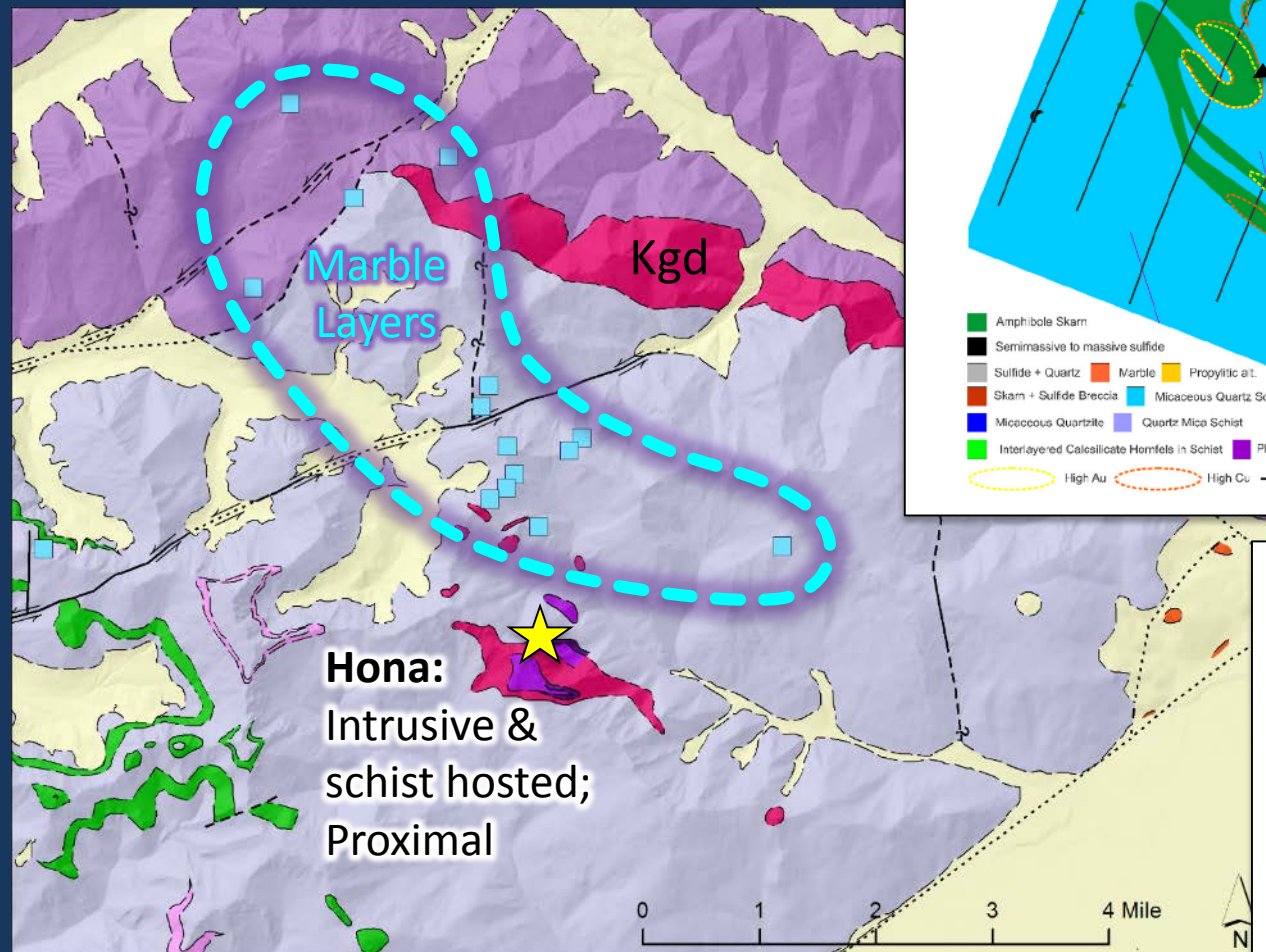 Marble
Layers
Kgd
Hona:
Intrusive &
schist hosted;
Proximal
?
?
?
0 1 2 3 4 Mile
N
Amphibole Skarn
Semimassive to massive sulfide
Sulfide + Quartz Marble Propylitic alt.
Skarn + Sulfide Breccia Micaceous Quartz
Micaceous Quartzite Quartz Mica Schist
Interlayered Calcsilicate Hornfels in Schist
High Au High Cu